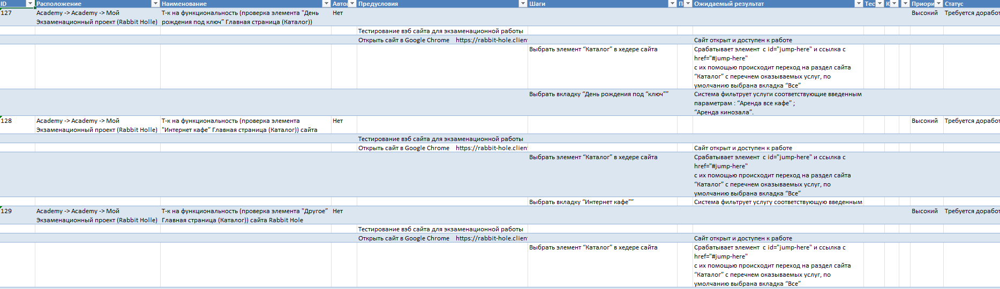 ID Расположение Наименование Авто Предусловия Шаги П Ожидаемый результат Тес К Приори Статус
127 Academy -> Academy -> Мой Т-к на функциональность (проверка элемента "День Нет Высокий Требуется доработ
Экзаменационный проект (Rabbit Holle) рождения под ключ” Главная страница (Каталог))
Тестирование вэб сайта для экзаменационной работы
Открыть сайт в Google Chrome https://rabbit-hole.clien Сайт открыт и доступен к работе
Выбрать элемент “Каталог” в хедере сайта Срабатывает элемент с id="jump-here" и ссылка с
href="#jump-here"
с их помощью происходит переход на раздел сайта
“Каталог” с перечнем оказываемых услуг, по
умолчанию выбрана вкладка “Все”
Выбрать вкладку “День рождения под “ключ”” Система фильтрует услуги соответствующие введенным
параметрам : “Аренда все кафе” ;
“Аренда кинозала”.
128 Academy -> Academy -> Мой Т-к на функциональность (проверка элемента Нет Высокий Требуется доработ
Экзаменационный проект (Rabbit Holle) "Интернет кафе” Главная страница (Каталог)) сайта
Тестирование вэб сайта для экзаменационной работы
Открыть сайт в Google Chrome https://rabbit-hole.clien Сайт открыт и доступен к работе
Выбрать элемент “Каталог” в хедере сайта Срабатывает элемент с id="jump-here" и ссылка с
href="#jump-here"
с их помощью происходит переход на раздел сайта
“Каталог” с перечнем оказываемых услуг, по
умолчанию выбрана вкладка “Все”
Выбрать вкладку “Интернет кафе”” Система фильтрует услугу соответствующую введенным
129 Academy -> Academy -> Мой Т-к на функциональность (проверка элемента "Другое” Нет Высокий Требуется доработ
Экзаменационный проект (Rabbit Holle) Главная страница (Каталог)) сайта Rabbit Hole
Тестирование вэб сайта для экзаменационной работы
Открыть сайт в Google Chrome https://rabbit-hole.clien Сайт открыт и доступен к работе
Выбрать элемент “Каталог” в хедере сайта Срабатывает элемент с id="jump-here" и ссылка с
href="#jump-here"
с их помощью происходит переход на раздел сайта
“Каталог” с перечнем оказываемых услуг, по
умолчанию выбрана вкладка “Все”